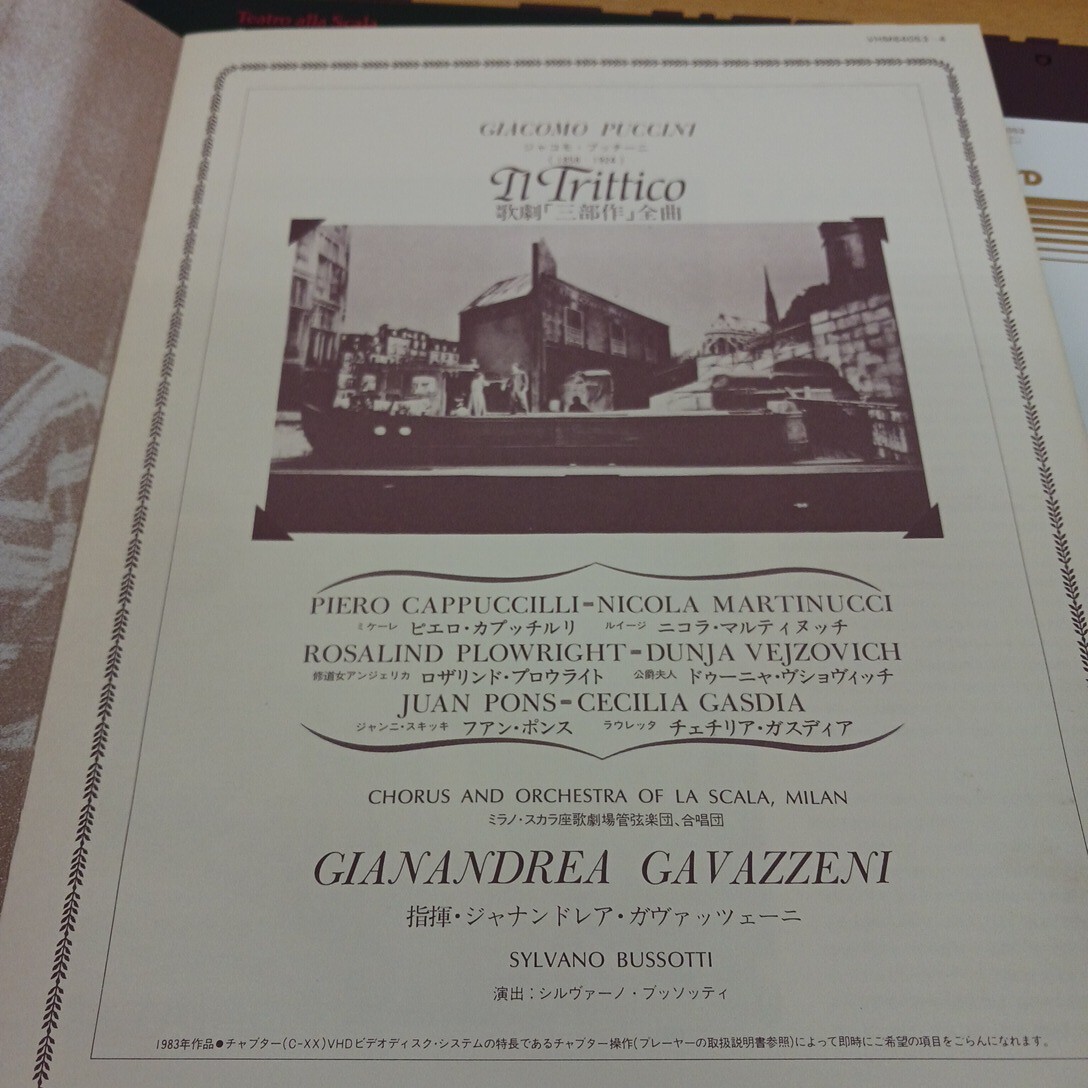 Teatro alla Scala
GIACOMO PUCCINI
ジャコモ・プッチーニ
Il Trittico
歌劇「三部作」全曲
PIERO CAPPUCCILLI=NICOLA MARTINUCCI
ミケーレ ピエロ・カプッチルリ ルイージ ニコラ・マルティヌッチ
ROSALIND PLOWRIGHT=DUNJA VEJZOVICH
修道女アンジェリカ ロザリンド・プロウライト 公爵夫人 ドゥーニャ・ヴショヴィッチ
JUAN PONS=CECILIA GASDIA
ジャンニ・スキッキ フアン・ポンス ラウレッタ チェチリア・ガスディア
CHORUS AND ORCHESTRA OF LA SCALA, MILAN
ミラノ・スカラ座歌劇場管弦楽団、合唱団
GIANANDREA GAVAZZENI
指揮・ジャナンドレア・ガヴァッツェーニ
SYLVANO BUSSOTTI
演出：シルヴァーノ・ブッソッティ
1983年作品●チャプター(C-XX)VHDビデオディスク・システムの特長であるチャプター操作(プレーヤーの取扱説明書参照)によって即時にご希望の項目をごらんになれます。